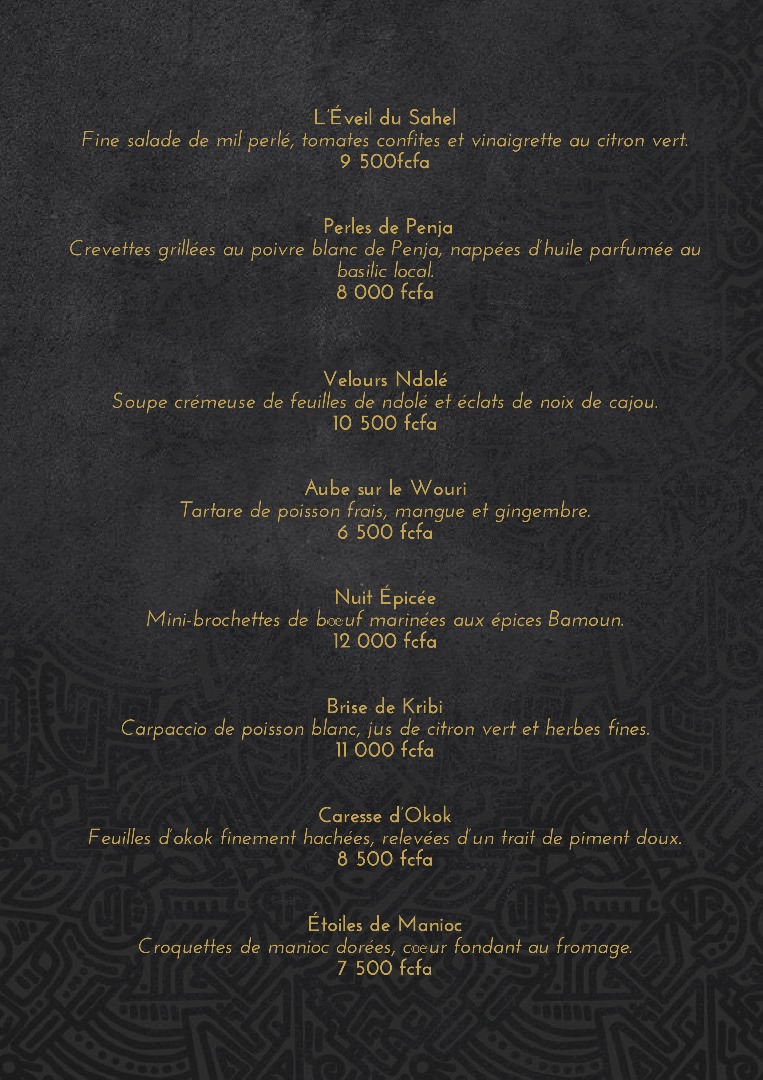 L'Éveil du Sahel
Fine salade de mil perlé, tomates confites et vinaigrette au citron vert.
9 500fcfa
Perles de Penja
Crevettes grillées au poivre blanc de Penja, nappées d'huile parfumée au
basilic local.
8 000 fcfa
Velours Ndolé
Soupe crémeuse de feuilles de ndolé et éclats de noix de cajou.
10 500 fcfa
Aube sur le Wouri
Tartare de poisson frais, mangue et gingembre.
6 500 fcfa
Nuit Épicée
Mini-brochettes de bœuf marinées aux épices Bamoun.
12 000 fcfa
Brise de Kribi
Carpaccio de poisson blanc, jus de citron vert et herbes fines.
11 000 fcfa
Caresse d'Okok
Feuilles d'okok finement hachées, relevées d'un trait de piment doux.
8 500 fcfa
Étoiles de Manioc
Croquettes de manioc dorées, cœur fondant au fromage.
7 500 fcfa